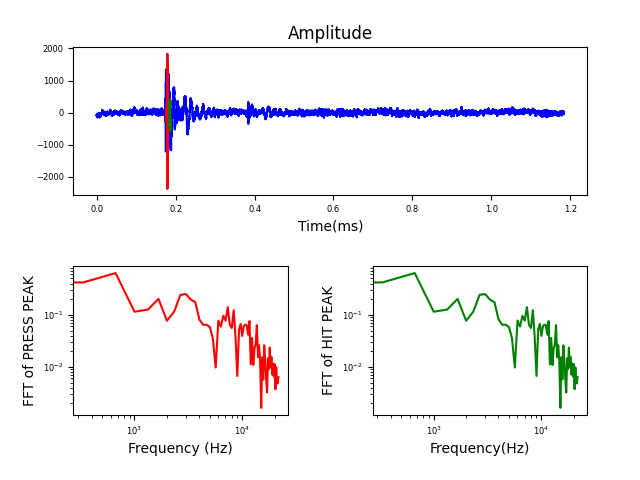 Amplitude
2000
1000
0
−1000
−2000
0.0 0.2 0.4 0.6 0.8 1.0 1.2
Time(ms)
FFT of PRESS PEAK
10⁻¹
10⁻²
10³ 10⁴
Frequency (Hz)
FFT of HIT PEAK
10⁻¹
10⁻²
10³ 10⁴
Frequency(Hz)